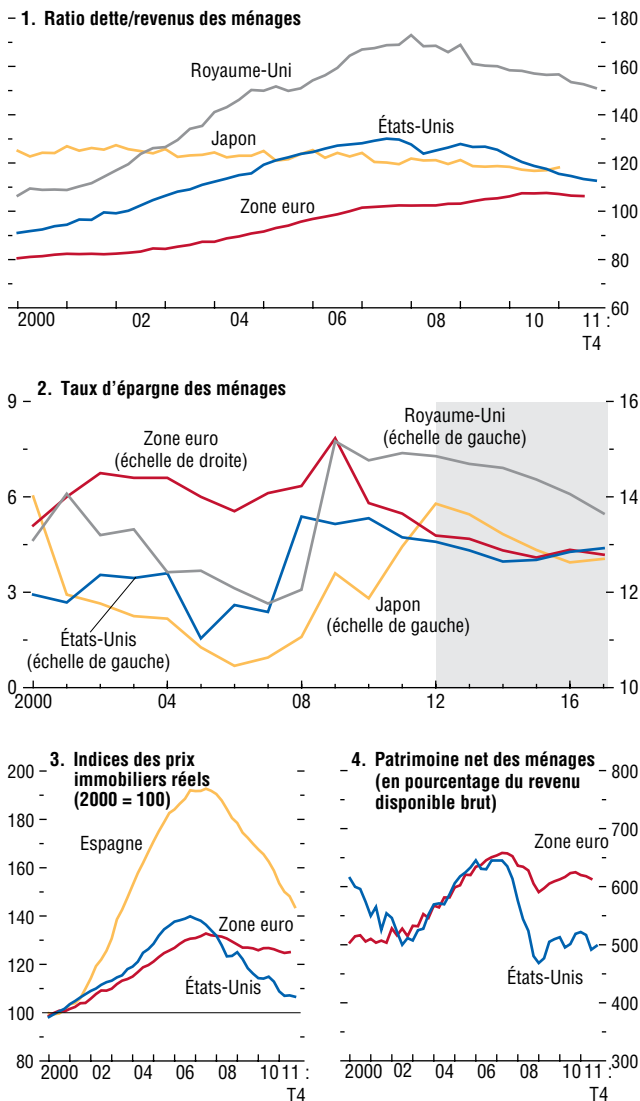 1. Ratio dette/revenus des ménages
180
160
140
120
100
80
60
Royaume-Uni
Japon
États-Unis
Zone euro
2000 02 04 06 08 10 11 :
T4
2. Taux d'épargne des ménages
9
6
3
0
16
14
12
10
Zone euro
(échelle de droite)
Royaume-Uni
(échelle de gauche)
États-Unis
(échelle de gauche)
Japon
(échelle de gauche)
2000 04 08 12 16
3. Indices des prix
immobiliers réels
(2000 = 100)
200
180
160
140
120
100
80
Espagne
Zone euro
États-Unis
2000 02 04 06 08 10 11 :
T4
4. Patrimoine net des ménages
(en pourcentage du revenu
disponible brut)
800
700
600
500
400
300
Zone euro
États-Unis
2000 02 04 06 08 10 11 :
T4